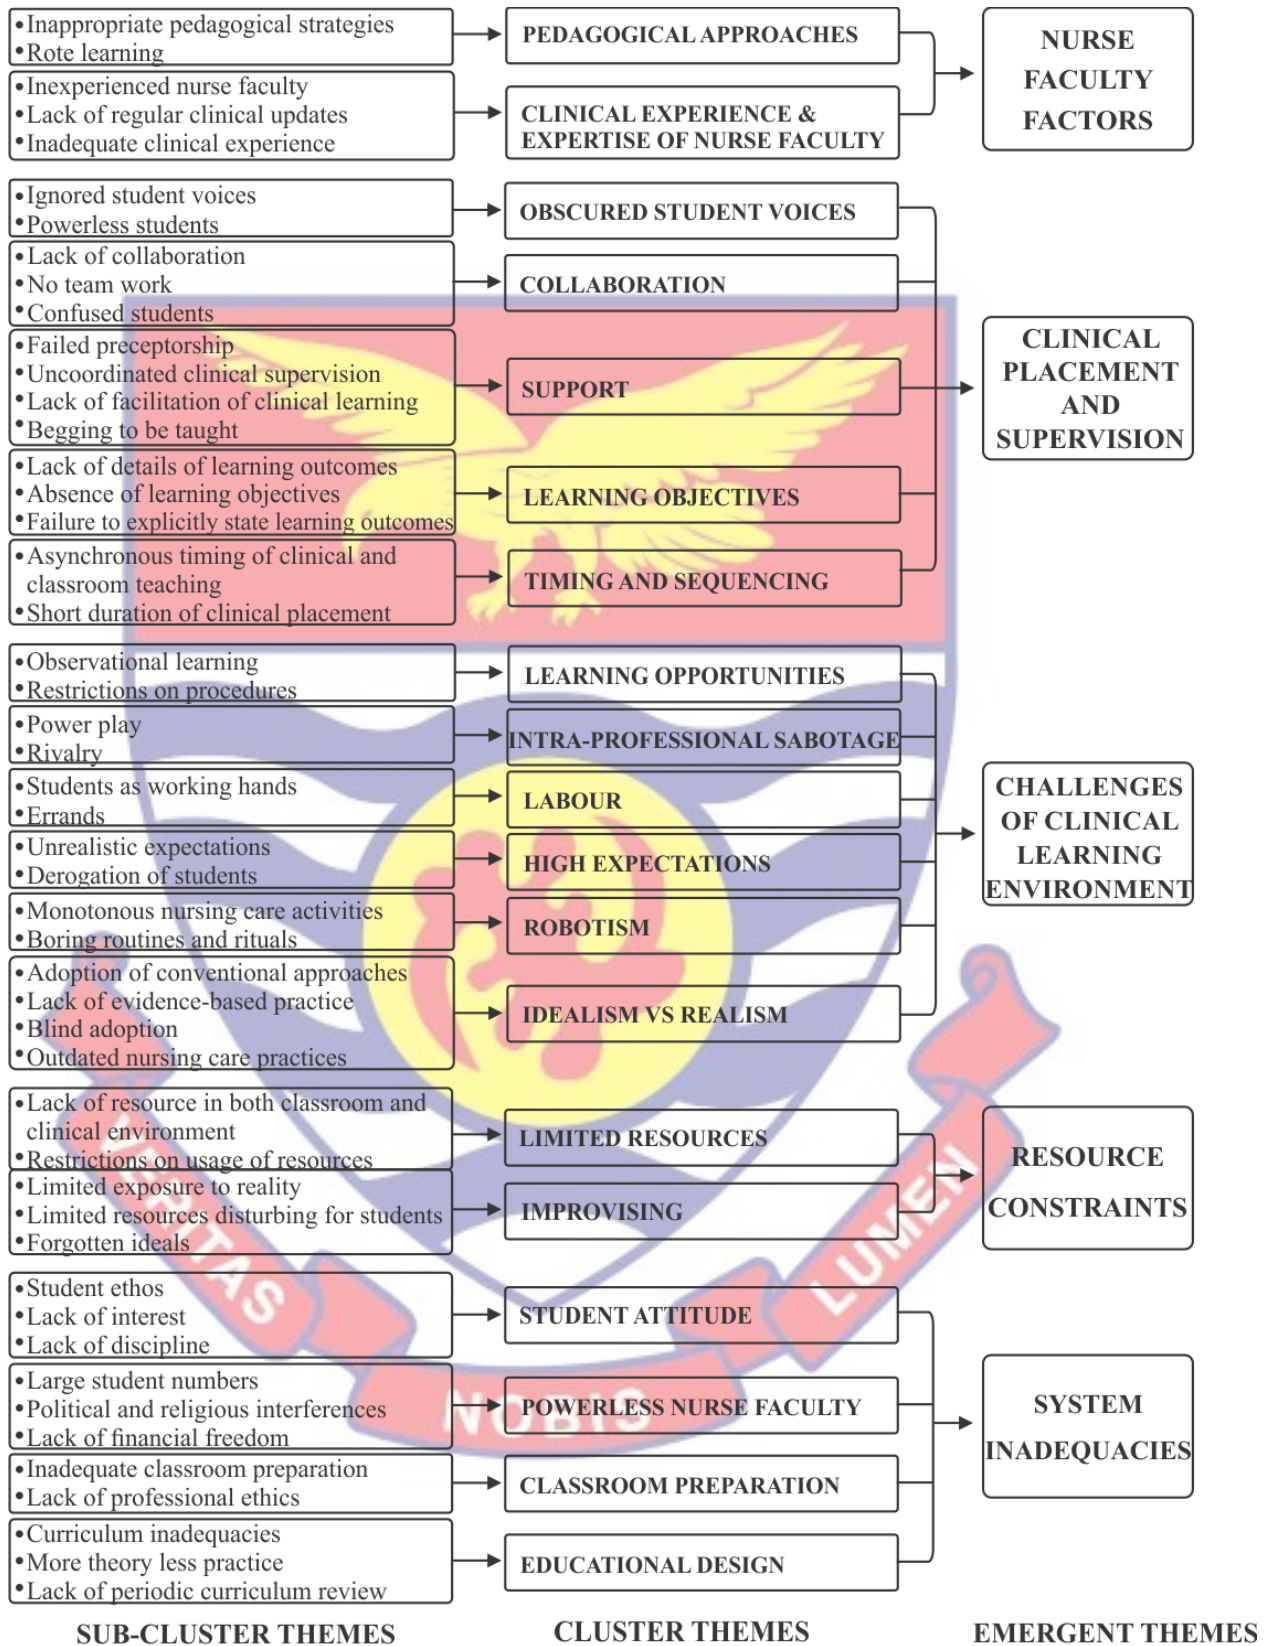 • Inappropriate pedagogical strategies
• Rote learning
PEDAGOGICAL APPROACHES
• Inexperienced nurse faculty
• Lack of regular clinical updates
• Inadequate clinical experience
CLINICAL EXPERIENCE &
EXPERTISE OF NURSE FACULTY
NURSE
FACULTY
FACTORS
• Ignored student voices
• Powerless students
OBSCURED STUDENT VOICES
• Lack of collaboration
• No team work
• Confused students
COLLABORATION
• Failed preceptorship
• Uncoordinated clinical supervision
• Lack of facilitation of clinical learning
• Begging to be taught
SUPPORT
• Lack of details of learning outcomes
• Absence of learning objectives
• Failure to explicitly state learning outcomes
LEARNING OBJECTIVES
• Asynchronous timing of clinical and
classroom teaching
• Short duration of clinical placement
TIMING AND SEQUENCING
CLINICAL
PLACEMENT
AND
SUPERVISION
• Observational learning
• Restrictions on procedures
LEARNING OPPORTUNITIES
• Power play
• Rivalry
INTRA-PROFESSIONAL SABOTAGE
• Students as working hands
• Errands
LABOUR
• Unrealistic expectations
• Derogation of students
HIGH EXPECTATIONS
• Monotonous nursing care activities
• Boring routines and rituals
ROBOTISM
• Adoption of conventional approaches
• Lack of evidence-based practice
• Blind adoption
• Outdated nursing care practices
IDEALISM VS REALISM
CHALLENGES
OF CLINICAL
LEARNING
ENVIRONMENT
• Lack of resource in both classroom and
clinical environment
• Restrictions on usage of resources
LIMITED RESOURCES
• Limited exposure to reality
• Limited resources disturbing for students
• Forgotten ideals
IMPROVISING
RESOURCE
CONSTRAINTS
• Student ethos
• Lack of interest
• Lack of discipline
STUDENT ATTITUDE
• Large student numbers
• Political and religious interferences
• Lack of financial freedom
POWERLESS NURSE FACULTY
• Inadequate classroom preparation
• Lack of professional ethics
CLASSROOM PREPARATION
• Curriculum inadequacies
• More theory less practice
• Lack of periodic curriculum review
EDUCATIONAL DESIGN
SYSTEM
INADEQUACIES
SUB-CLUSTER THEMES
CLUSTER THEMES
EMERGENT THEMES
VERITAS
NOBIS
LUMEN